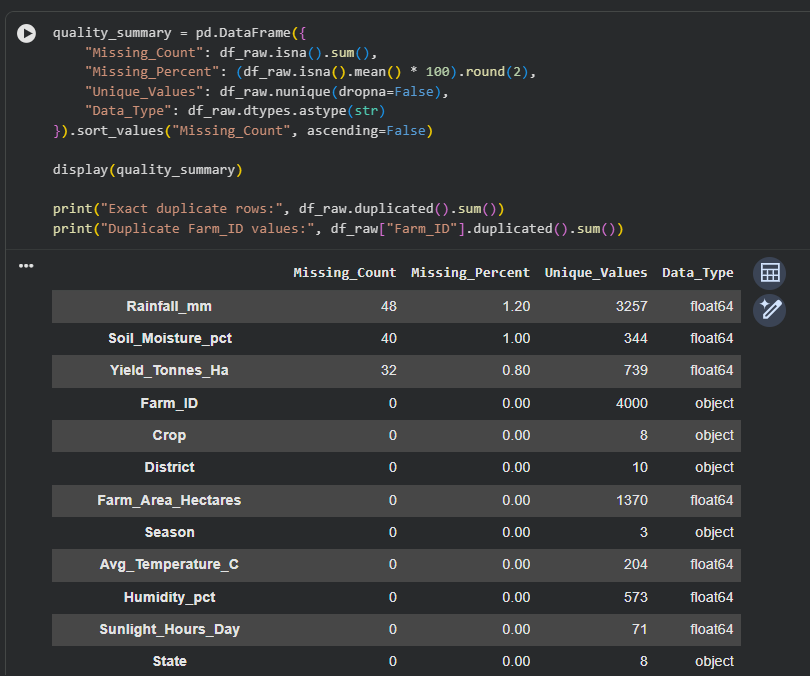 quality_summary = pd.DataFrame({
    "Missing_Count": df_raw.isna().sum(),
    "Missing_Percent": (df_raw.isna().mean() * 100).round(2),
    "Unique_Values": df_raw.nunique(dropna=False),
    "Data_Type": df_raw.dtypes.astype(str)
}).sort_values("Missing_Count", ascending=False)
display(quality_summary)
print("Exact duplicate rows:", df_raw.duplicated().sum())
print("Duplicate Farm_ID values:", df_raw["Farm_ID"].duplicated().sum())
Missing_Count Missing_Percent Unique_Values Data_Type
Rainfall_mm 48 1.20 3257 float64
Soil_Moisture_pct 40 1.00 344 float64
Yield_Tonnes_Ha 32 0.80 739 float64
Farm_ID 0 0.00 4000 object
Crop 0 0.00 8 object
District 0 0.00 10 object
Farm_Area_Hectares 0 0.00 1370 float64
Season 0 0.00 3 object
Avg_Temperature_C 0 0.00 204 float64
Humidity_pct 0 0.00 573 float64
Sunlight_Hours_Day 0 0.00 71 float64
State 0 0.00 8 object